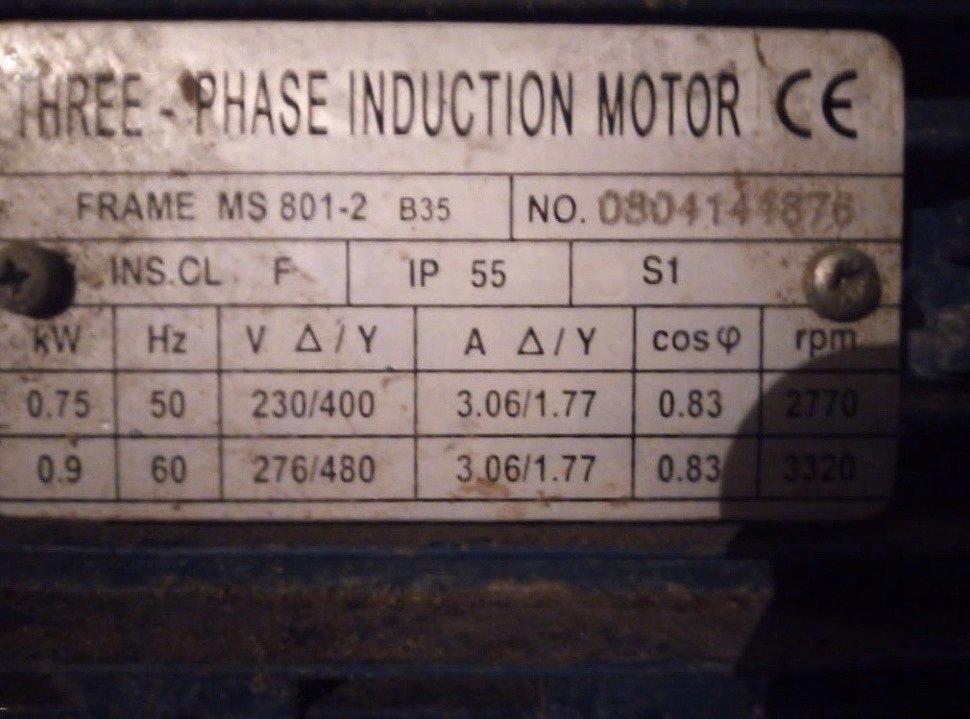 THREE - PHASE INDUCTION MOTOR CE
FRAME MS 801-2 B35 NO.
INS.CL F IP 55 S1
kW Hz V Δ/Y A Δ/Y cosφ rpm
0.75 50 230/400 3.06/1.77 0.83 2770
0.9 60 276/480 3.06/1.77 0.83 3320